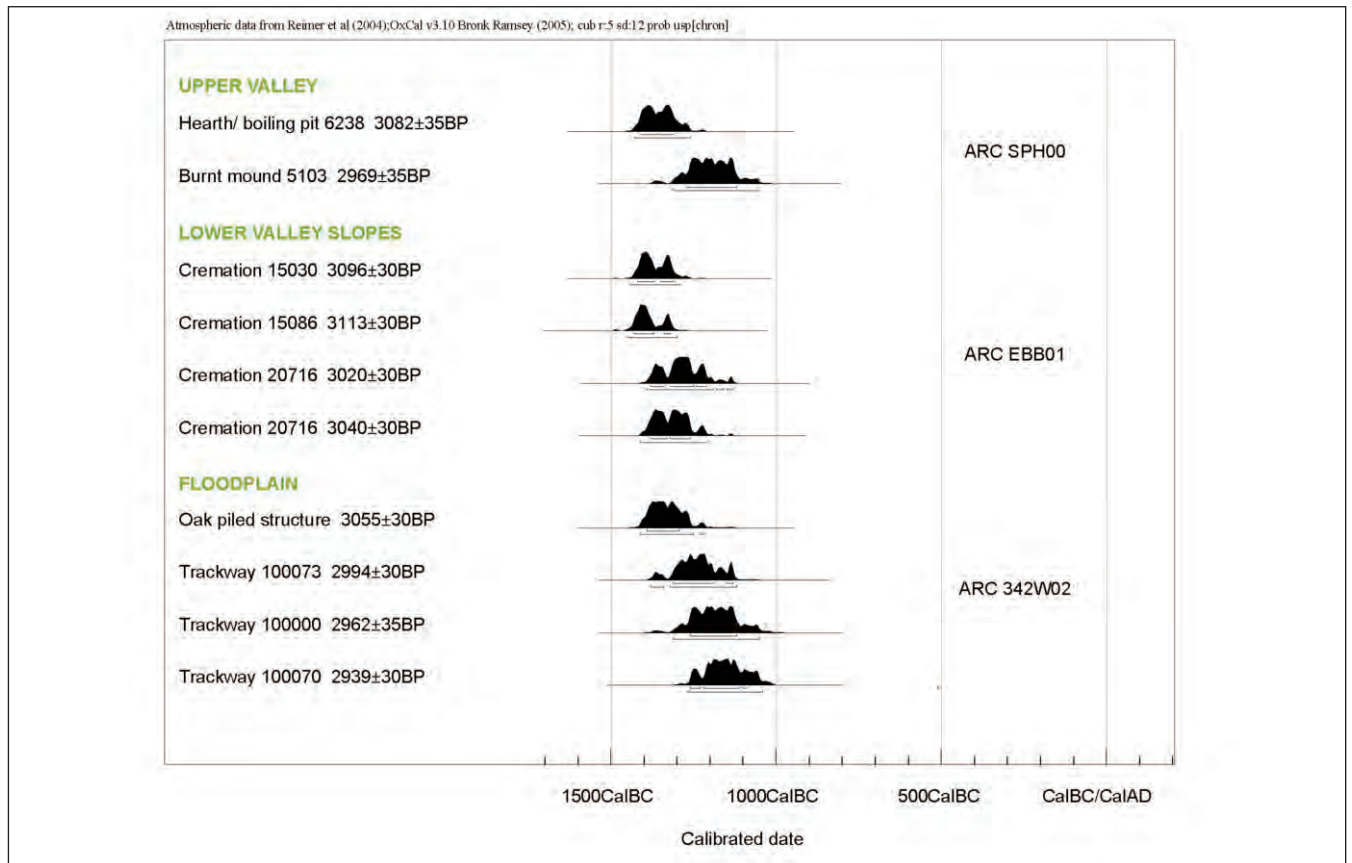 Atmospheric data from Reimer et al (2004);OxCal v3.10 Bronk Ramsey (2005); cub r:5 sd:12 prob usp[chron]
UPPER VALLEY
Hearth/ boiling pit 6238 3082±35BP
ARC SPH00
Burnt mound 5103 2969±35BP
LOWER VALLEY SLOPES
Cremation 15030 3096±30BP
Cremation 15086 3113±30BP
ARC EBB01
Cremation 20716 3020±30BP
Cremation 20716 3040±30BP
FLOODPLAIN
Oak piled structure 3055±30BP
Trackway 100073 2994±30BP
ARC 342W02
Trackway 100000 2962±35BP
Trackway 100070 2939±30BP
1500CalBC 1000CalBC 500CalBC CalBC/CalAD
Calibrated date